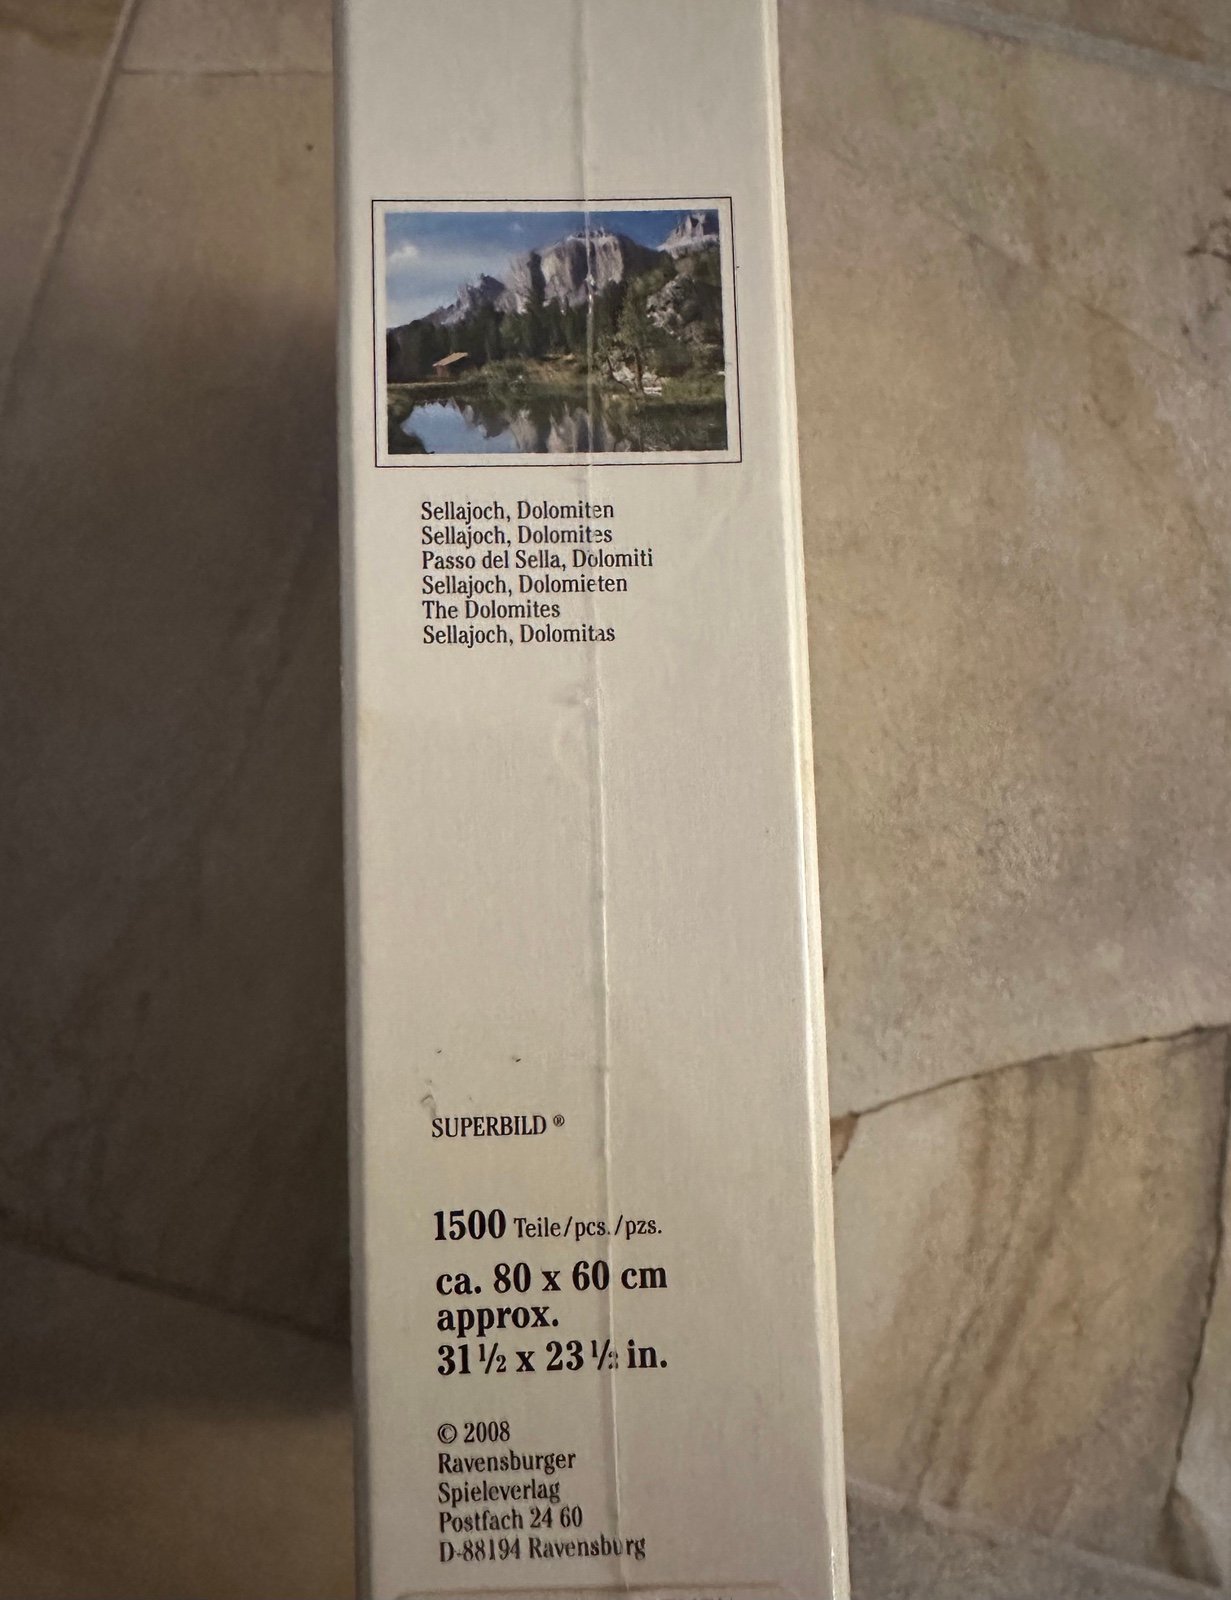 Sellajoch, Dolomiten
Sellajoch, Dolomites
Passo del Sella, Dolomiti
Sellajoch, Dolomieten
The Dolomites
Sellajoch, Dolomitas
SUPERBILD ®
1500 Teile/pcs./pzs.
ca. 80 x 60 cm
approx.
31 ½ x 23 ½ in.
© 2008
Ravensburger
Spieleverlag
Postfach 24 60
D-88194 Ravensburg